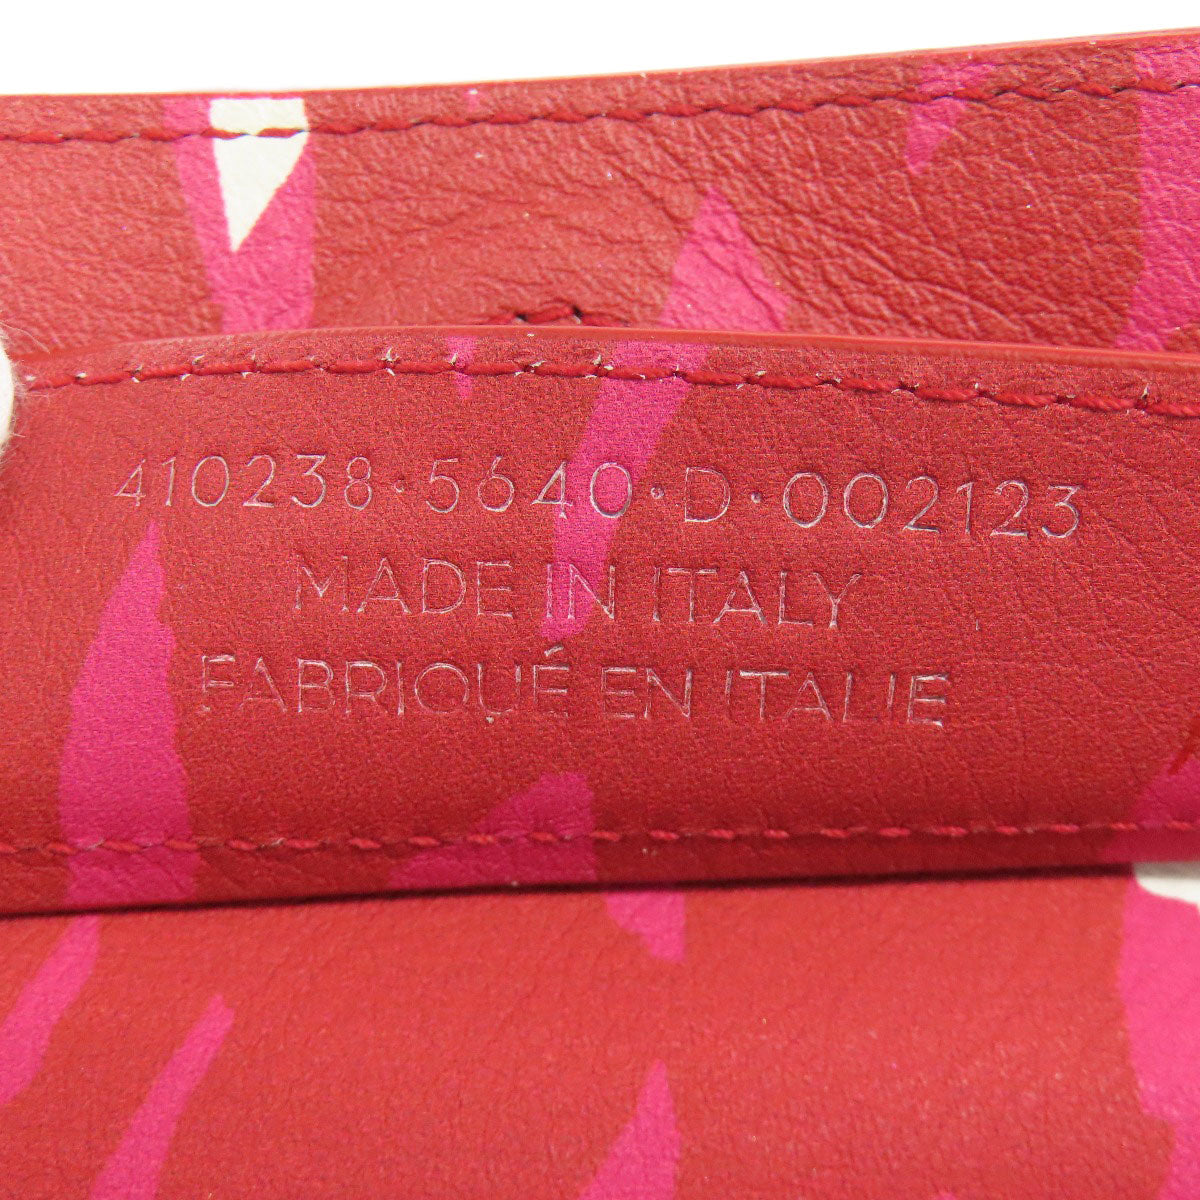 410238·5640·D·002123
MADE IN ITALY
FABRIQUÉ EN ITALIE